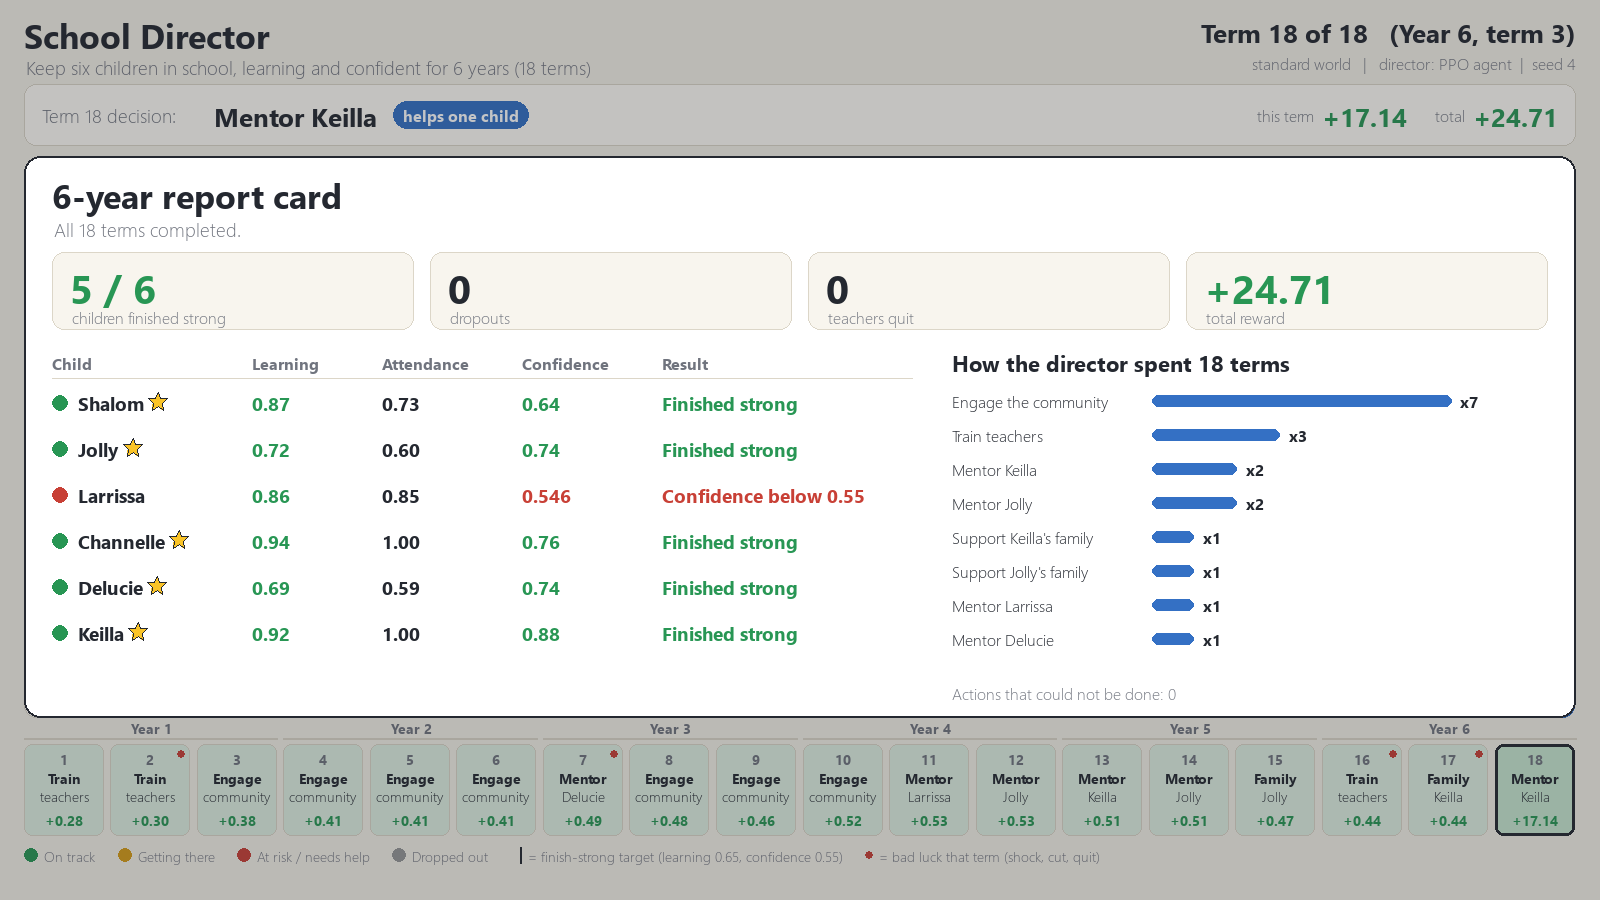 School Director
Keep six children in school, learning and confident for 6 years (18 terms)
Term 18 of 18 (Year 6, term 3)
standard world | director: PPO agent | seed 4
Term 18 decision: Mentor Keilla helps one child this term +17.14 total +24.71
6-year report card
All 18 terms completed.
5 / 6
children finished strong
0
dropouts
0
teachers quit
+24.71
total reward
Child Learning Attendance Confidence Result
Shalom 0.87 0.73 0.64 Finished strong
Jolly 0.72 0.60 0.74 Finished strong
Larrissa 0.86 0.85 0.546 Confidence below 0.55
Channelle 0.94 1.00 0.76 Finished strong
Delucie 0.69 0.59 0.74 Finished strong
Keilla 0.92 1.00 0.88 Finished strong
How the director spent 18 terms
Engage the community x7
Train teachers x3
Mentor Keilla x2
Mentor Jolly x2
Support Keilla's family x1
Support Jolly's family x1
Mentor Larrissa x1
Mentor Delucie x1
Actions that could not be done: 0
Year 1 Year 2 Year 3 Year 4 Year 5 Year 6
1 2 3 4 5 6 7 8 9 10 11 12 13 14 15 16 17 18
Train Train Engage Engage Engage Engage Mentor Engage Engage Engage Mentor Mentor Mentor Mentor Family Train Family Mentor
teachers teachers community community community community Delucie community community community Larrissa Jolly Keilla Jolly Jolly teachers Keilla Keilla
+0.28 +0.30 +0.38 +0.41 +0.41 +0.41 +0.49 +0.48 +0.46 +0.52 +0.53 +0.53 +0.51 +0.51 +0.47 +0.44 +0.44 +17.14
On track Getting there At risk / needs help Dropped out = finish-strong target (learning 0.65, confidence 0.55) = bad luck that term (shock, cut, quit)